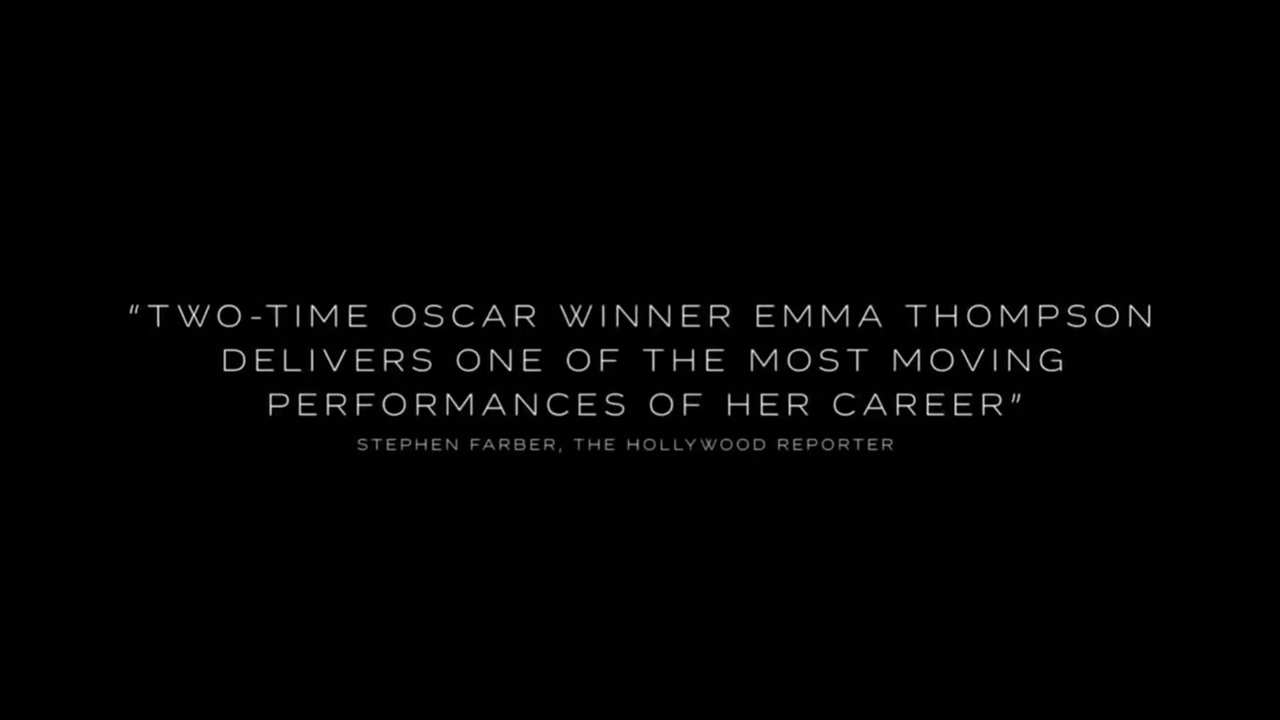 "TWO-TIME OSCAR WINNER EMMA THOMPSON
DELIVERS ONE OF THE MOST MOVING
PERFORMANCES OF HER CAREER"
STEPHEN FARBER, THE HOLLYWOOD REPORTER